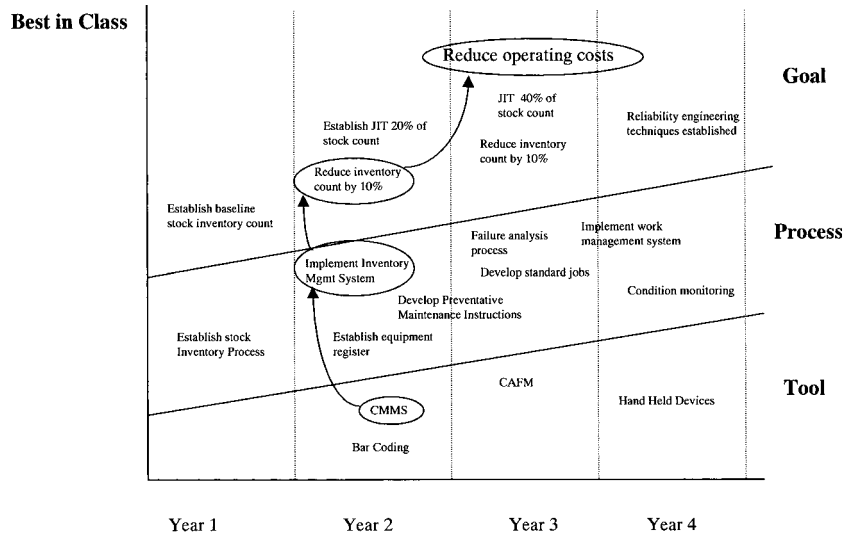 Best in Class
Reduce operating costs
Goal
JIT 40% of
stock count
Establish JIT 20% of
stock count
Reliability engineering
techniques established
Reduce inventory
count by 10%
Reduce inventory
count by 10%
Establish baseline
stock inventory count
Process
Implement work
management system
Failure analysis
process
Develop standard jobs
Implement Inventory
Mgmt System
Condition monitoring
Develop Preventative
Maintenance Instructions
Establish stock
Inventory Process
Establish equipment
register
Tool
CAFM
Hand Held Devices
CMMS
Bar Coding
Year 1
Year 2
Year 3
Year 4